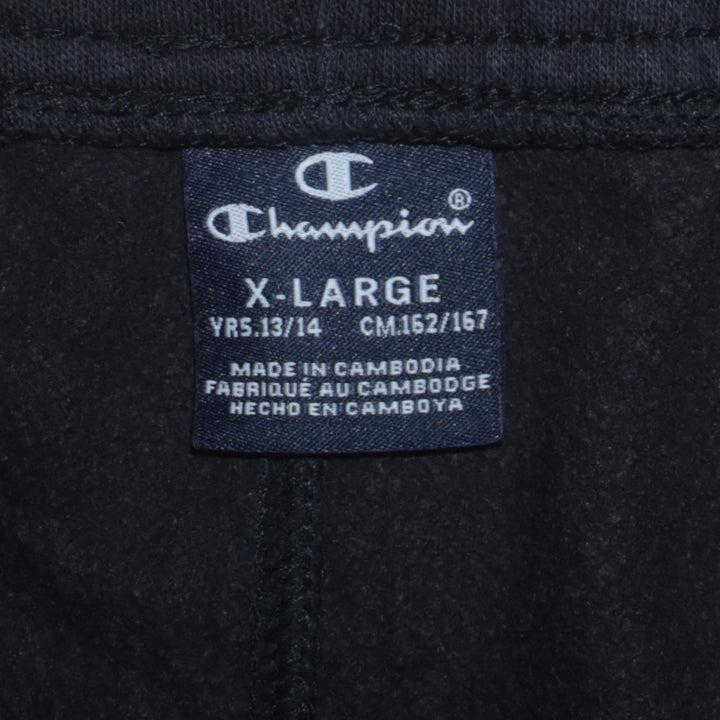 Champion®
X-LARGE
YRS.13/14 CM.162/167
MADE IN CAMBODIA
FABRIQUÉ AU CAMBODGE
HECHO EN CAMBOYA